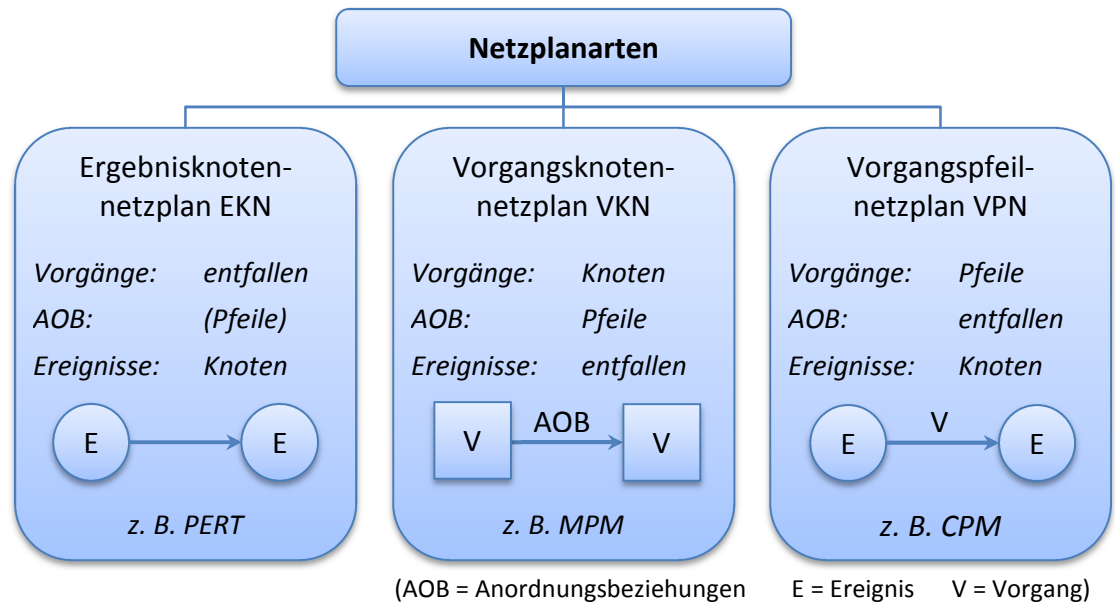 Netzplanarten
Ergebnisknoten-
netzplan EKN
Vorgänge: entfallen
AOB: (Pfeile)
Ereignisse: Knoten
E E
z. B. PERT
Vorgangsknoten-
netzplan VKN
Vorgänge: Knoten
AOB: Pfeile
Ereignisse: entfallen
V AOB V
z. B. MPM
Vorgangspfeil-
netzplan VPN
Vorgänge: Pfeile
AOB: entfallen
Ereignisse: Knoten
E V E
z. B. CPM
(AOB = Anordnungsbeziehungen E = Ereignis V = Vorgang)